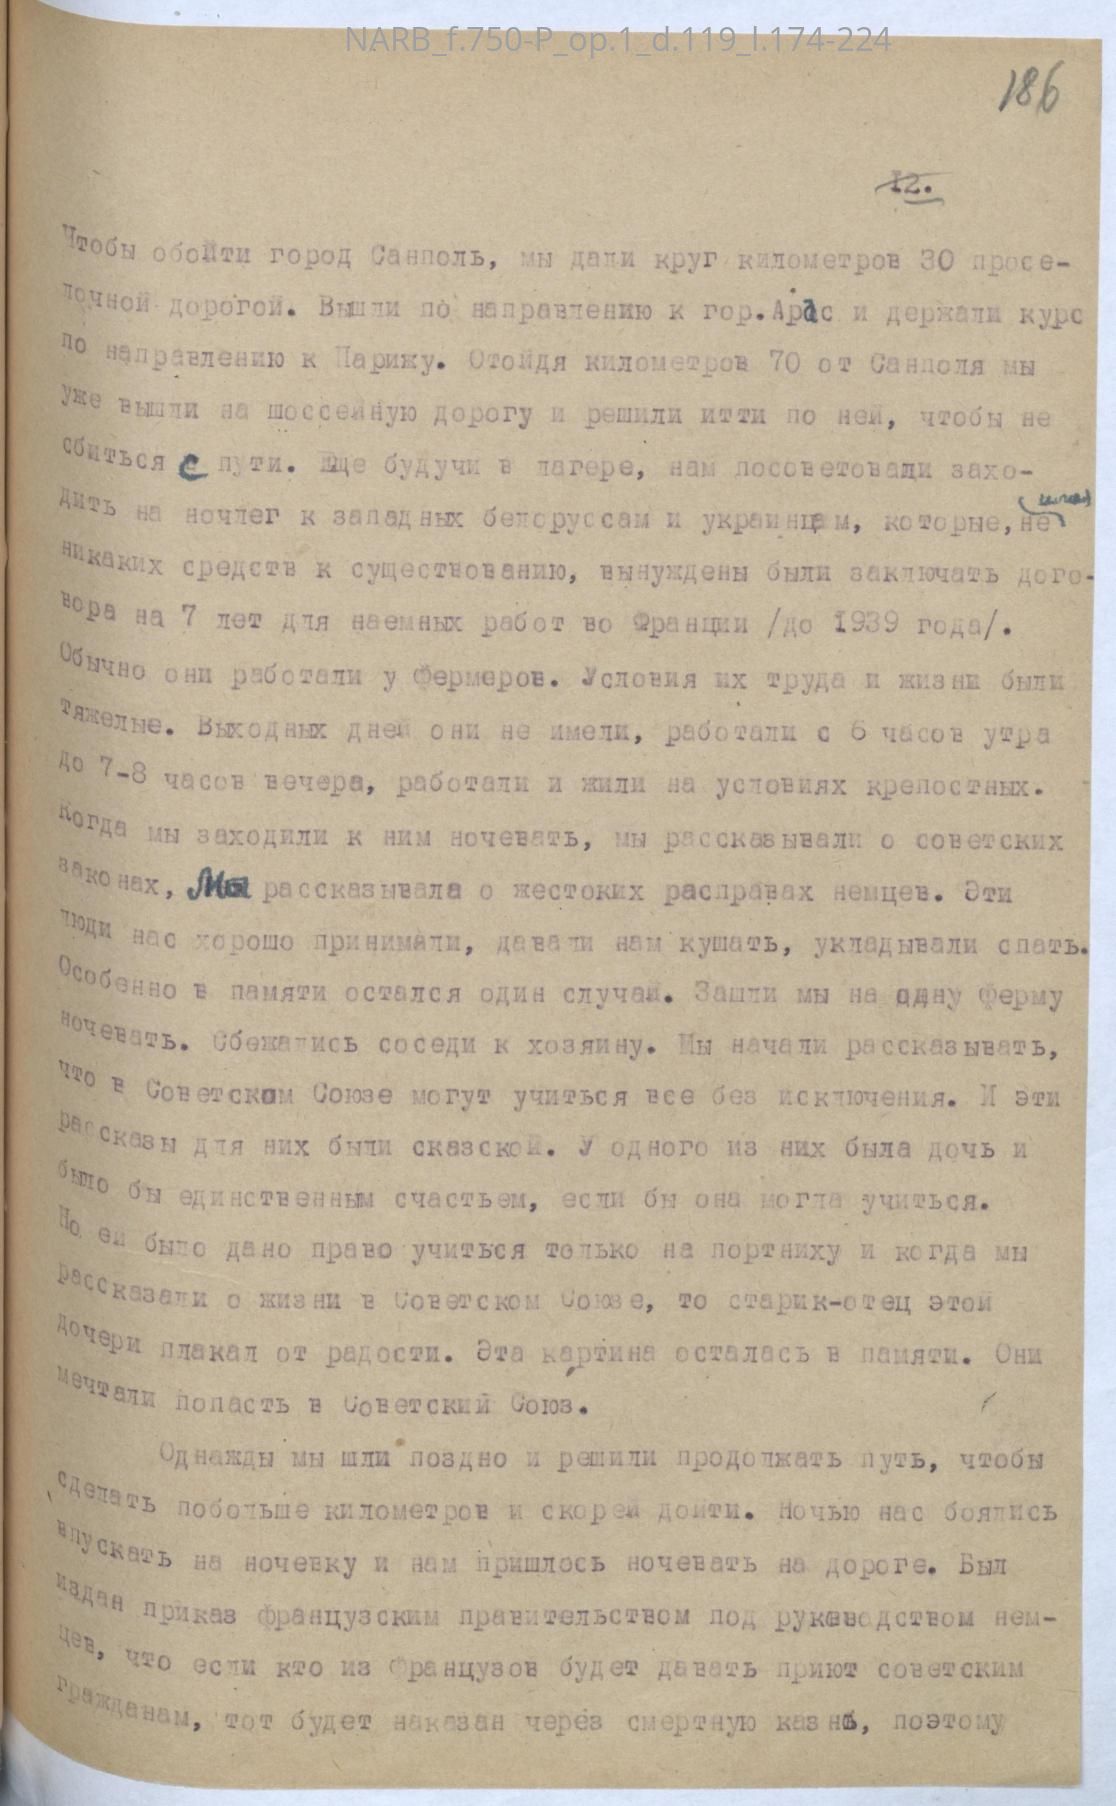 NARB_f.750-P_op.1_d.119_l.174-224
186
12.
Чтобы обойти город Санполь, мы дали круг километров 30 просе-
лочной дорогой. Вышли по направлению к гор.Арас и держали курс
по направлению к Парижу. Отойдя километров 70 от Санполя мы
уже вышли на шоссейную дорогу и решили итти по ней, чтобы не
сбиться с пути. Еще будучи в лагере, нам посоветовали захо-
дить на ночлег к западных белоруссам и украинцам, которые, не имея
никаких средств к существованию, вынуждены были заключать дого-
вора на 7 лет для наемных работ во Франции /до 1939 года/.
Обычно они работали у фермеров. Условия их труда и жизни были
тяжелые. Выходных дней они не имели, работали с 6 часов утра
до 7-8 часов вечера, работали и жили на условиях крепостных.
Когда мы заходили к ним ночевать, мы рассказывали о советских
законах, Мы рассказывала о жестоких расправах немцев. Эти
люди нас хорошо принимали, давали нам кушать, укладывали спать.
Особенно в памяти остался один случай. Зашли мы на одну ферму
ночевать. Сбежались соседи к хозяину. Мы начали рассказывать,
что в Советском Союзе могут учиться все без исключения. И эти
рассказы для них были сказской. У одного из них была дочь и
было бы единственным счастьем, если бы она могла учиться.
Но ей было дано право учиться только на портниху и когда мы
рассказали о жизни в Советском Союзе, то старик-отец этой
дочери плакал от радости. Эта картина осталась в памяти. Они
мечтали попасть в Советский Союз.
Однажды мы шли поздно и решили продолжать путь, чтобы
сделать побольше километров и скорей дойти. Ночью нас боялись
впускать на ночевку и нам пришлось ночевать на дороге. Был
издан приказ французским правительством под руководством нем-
цев, что если кто из французов будет давать приют советским
гражданам, тот будет наказан через смертную казнь, поэтому